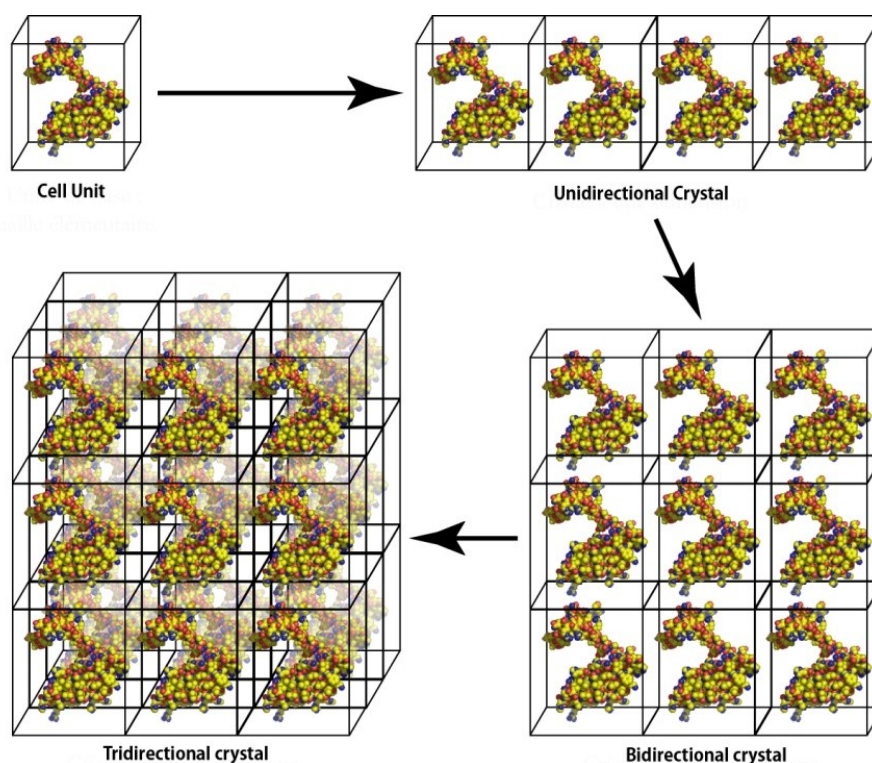 Cell Unit
Unidirectional Crystal
Tridirectional crystal
Bidirectional crystal